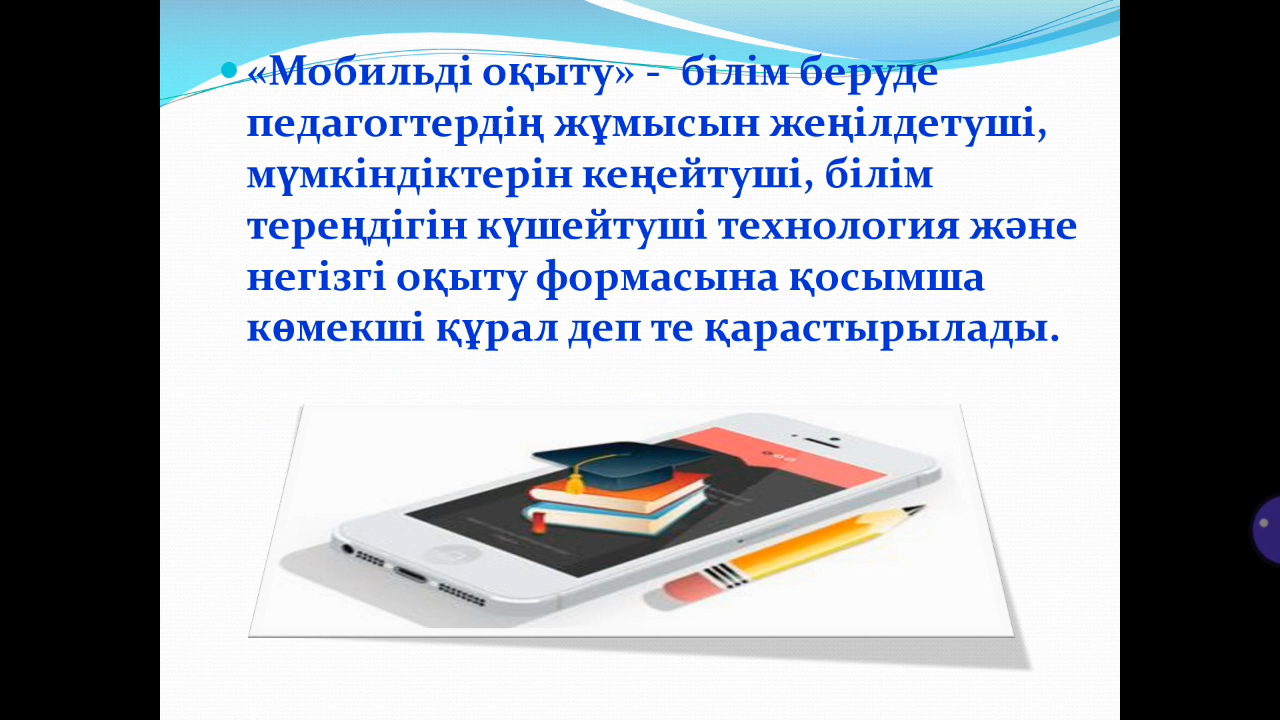 «Мобильді оқыту» -  білім беруде
педагогтердің жұмысын жеңілдетуші,
мүмкіндіктерін кеңейтуші, білім
тереңдігін күшейтуші технология және
негізгі оқыту формасына қосымша
көмекші құрал деп те қарастырылады.